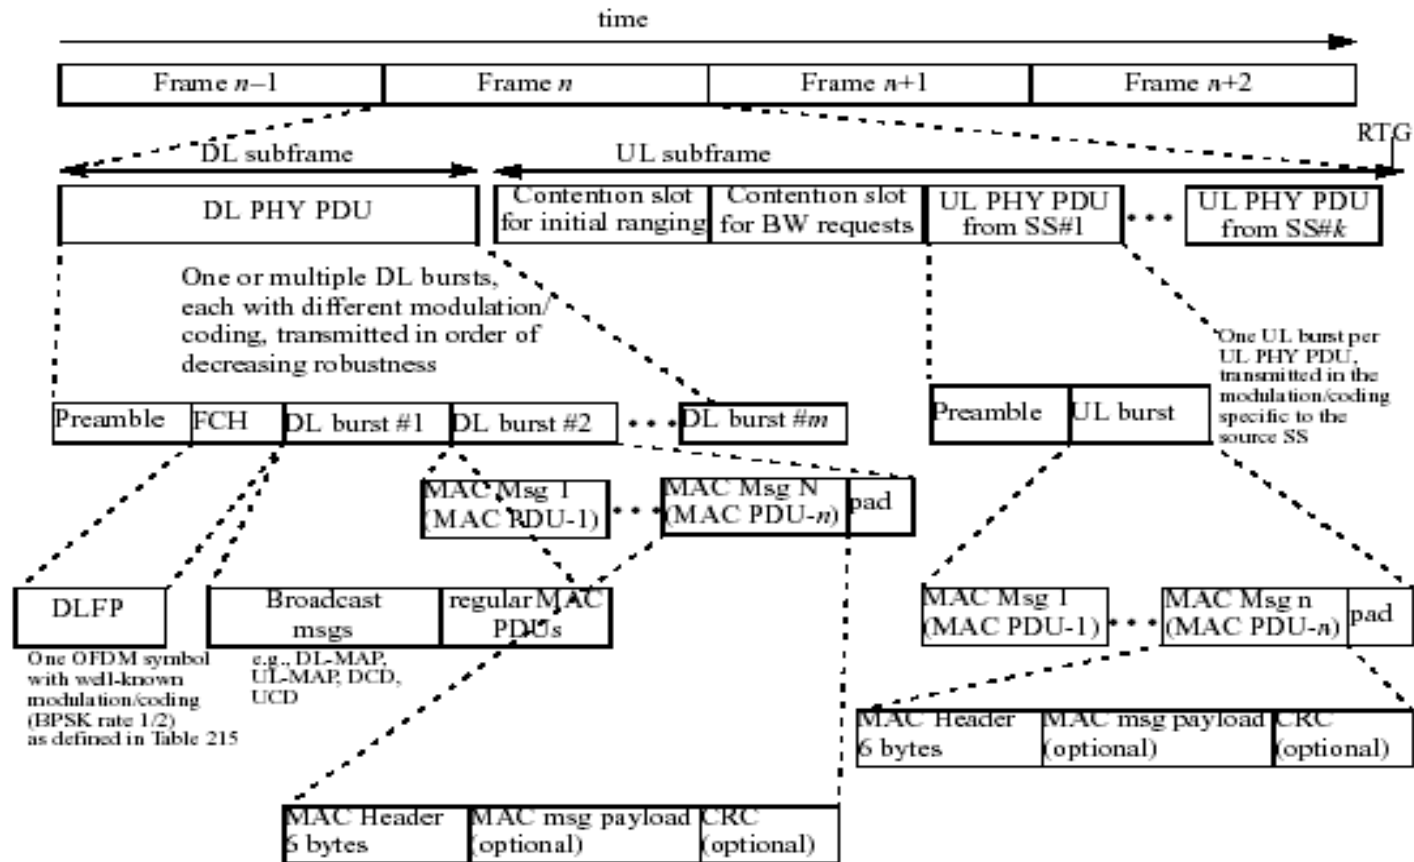 time
Frame n–1
Frame n
Frame n+1
Frame n+2
RTG
DL subframe
UL subframe
DL PHY PDU
Contention slot
for initial ranging
Contention slot
for BW requests
UL PHY PDU
from SS#1
•••
UL PHY PDU
from SS#k
One or multiple DL bursts,
each with different modulation/
coding, transmitted in order of
decreasing robustness
One UL burst per
UL PHY PDU,
transmitted in the
modulation/coding
specific to the
source SS
Preamble
FCH
DL burst #1
DL burst #2
•••
DL burst #m
Preamble
UL burst
MAC Msg 1
(MAC PDU-1)
•••
MAC Msg N
(MAC PDU-n)
pad
DLFP
Broadcast
msgs
regular MAC
PDUs
MAC Msg 1
(MAC PDU-1)
•••
MAC Msg n
(MAC PDU-n)
pad
One OFDM symbol
with well-known
modulation/coding
(BPSK rate 1/2)
as defined in Table 215
e.g., DL-MAP,
UL-MAP, DCD,
UCD
MAC Header
6 bytes
MAC msg payload
(optional)
CRC
(optional)
MAC Header
6 bytes
MAC msg payload
(optional)
CRC
(optional)